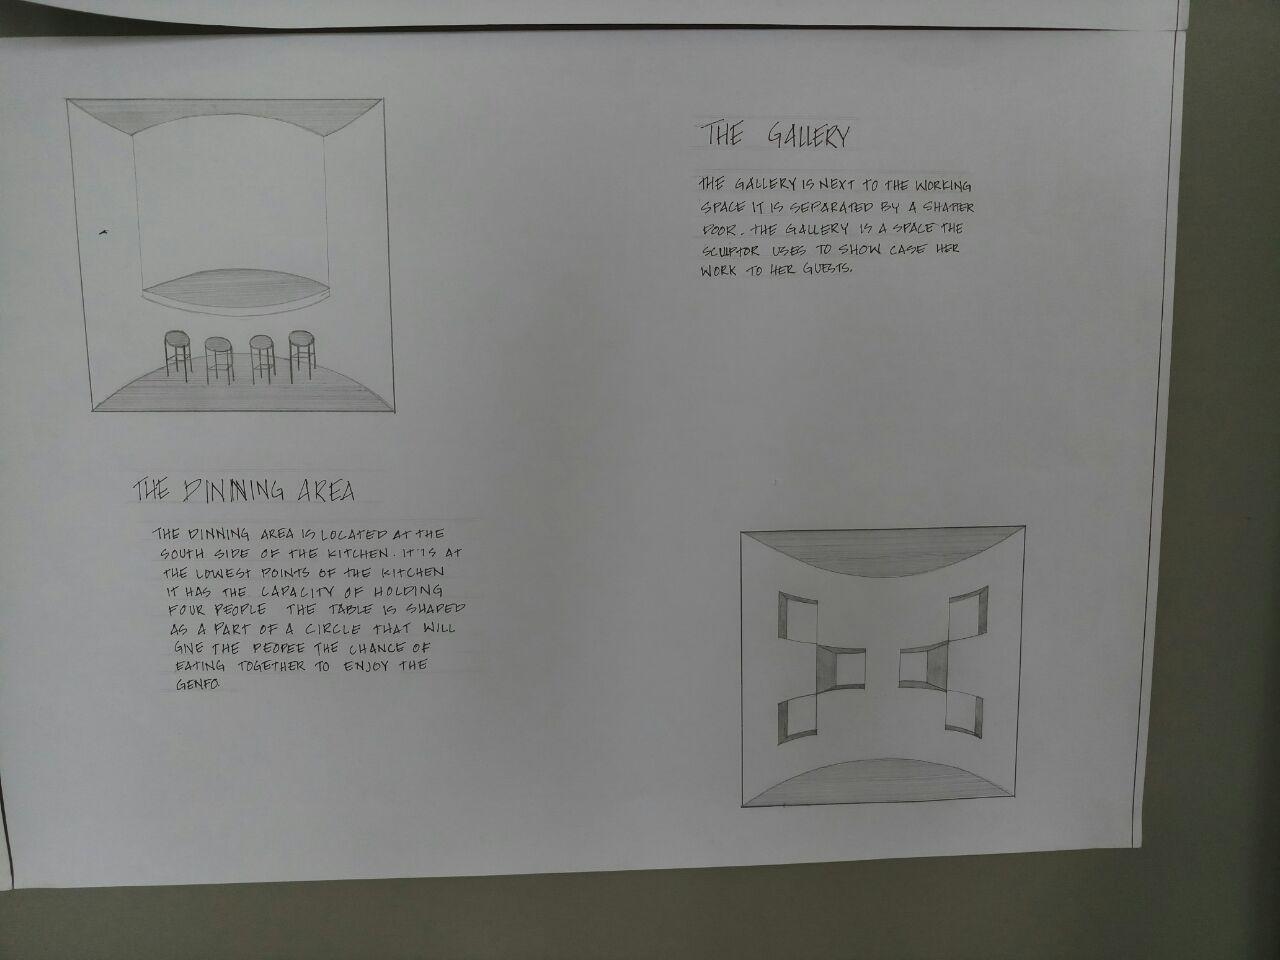 THE GALLERY
THE GALLERY IS NEXT TO THE WORKING
SPACE IT IS SEPARATED BY A SHATTER
DOOR. THE GALLERY IS A SPACE THE
SCULPTOR USES TO SHOW CASE HER
WORK TO HER GUESTS.
THE DINNING AREA
THE DINNING AREA IS LOCATED AT THE
SOUTH SIDE OF THE KITCHEN. IT IS AT
THE LOWEST POINTS OF THE KITCHEN
IT HAS THE CAPACITY OF HOLDING
FOUR PEOPLE THE TABLE IS SHAPED
AS A PART OF A CIRCLE THAT WILL
GIVE THE PEOPEE THE CHANCE OF
EATING TOGETHER TO ENJOY THE
GENFO.